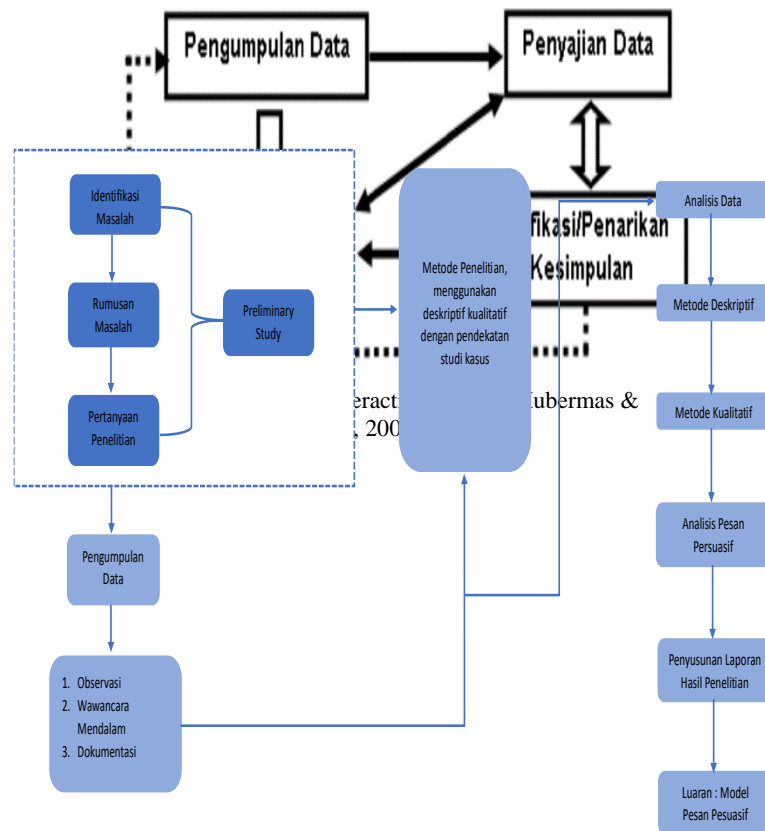 Pengumpulan Data
Penyajian Data
fikasi/Penarikan
Kesimpulan
eracti
ubermas &
, 200
Identifikasi
Masalah
Rumusan
Masalah
Pertanyaan
Penelitian
Preliminary
Study
Pengumpulan
Data
1. Observasi
2. Wawancara
Mendalam
3. Dokumentasi
Metode Penelitian,
menggunakan
deskriptif kualitatif
dengan pendekatan
studi kasus
Analisis Data
Metode Deskriptif
Metode Kualitatif
Analisis Pesan
Persuasif
Penyusunan Laporan
Hasil Penelitian
Luaran : Model
Pesan Pesuasif